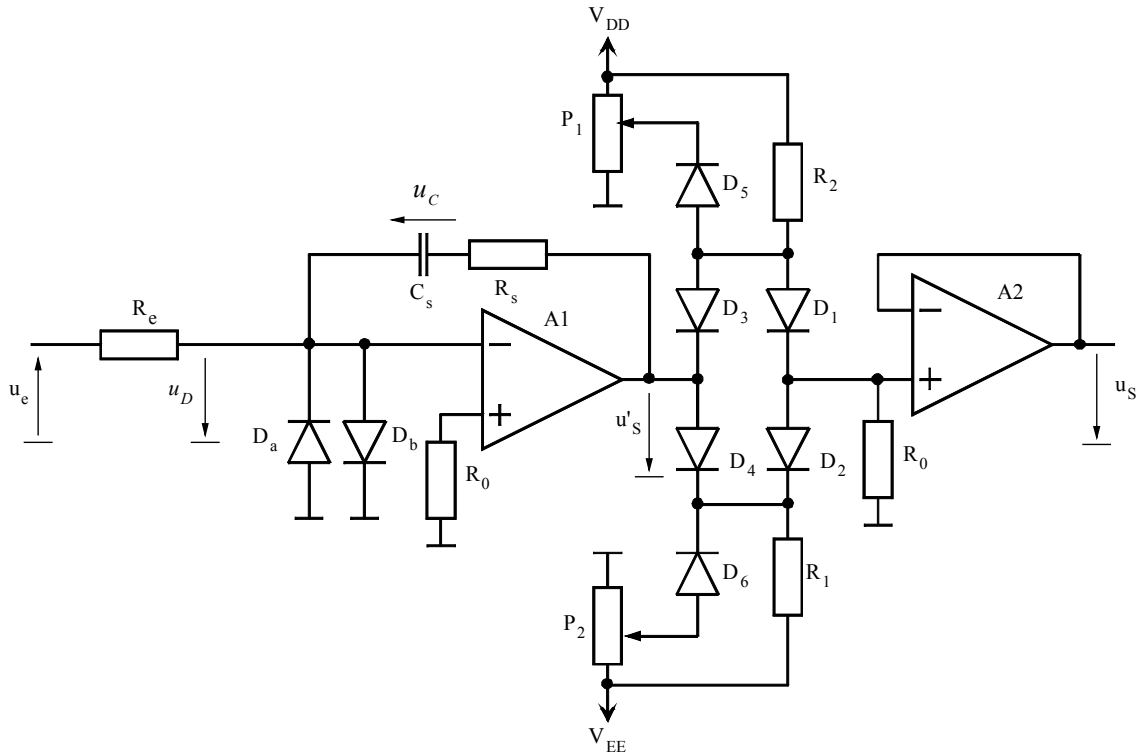 V_DD
P_1
D_5
R_2
u_C
C_s
R_s
D_3
D_1
A1
A2
R_e
u_e
u_D
D_a
D_b
R_0
u'_S
D_4
D_2
R_0
u_S
D_6
R_1
P_2
V_EE